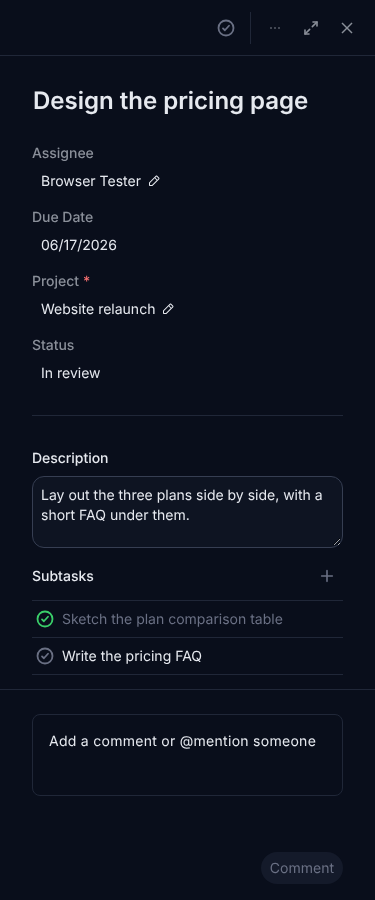 Design the pricing page
Assignee
Browser Tester
Due Date
06/17/2026
Project *
Website relaunch
Status
In review
Description
Lay out the three plans side by side, with a
short FAQ under them.
Subtasks
Sketch the plan comparison table
Write the pricing FAQ
Add a comment or @mention someone
Comment